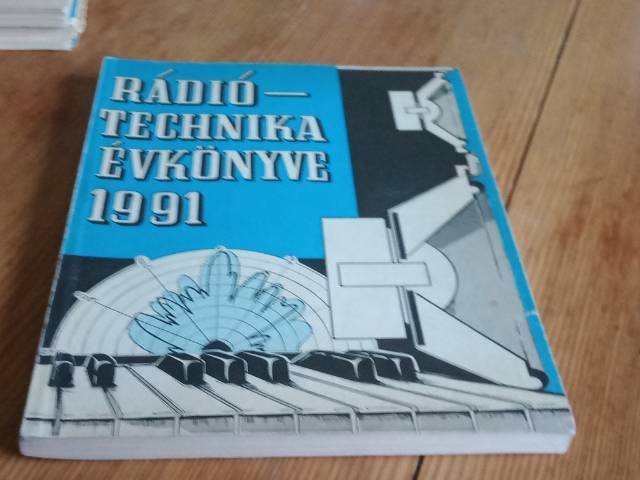 RÁDIÓ—
TECHNIKA
ÉVKÖNYVE
1991